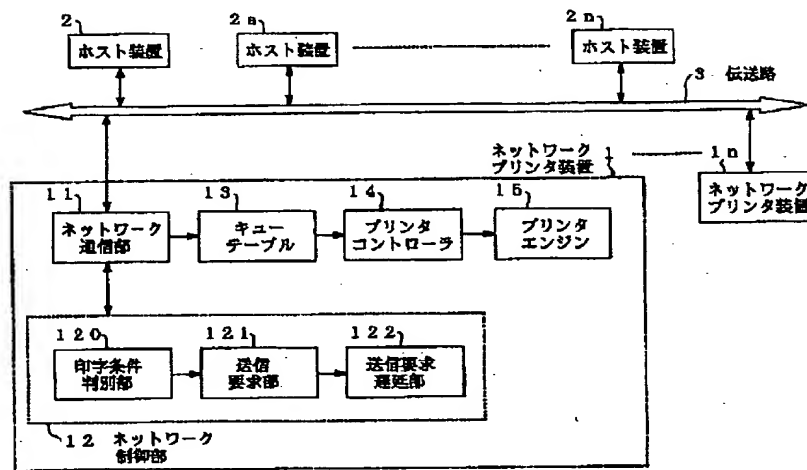 2
2a
2n
ホスト装置
ホスト装置
ホスト装置
3 伝送路
ネットワーク
プリンタ装置
1
1n
ネットワーク
プリンタ装置
11
13
14
15
ネットワーク
通信部
キュー
テーブル
プリンタ
コントローラ
プリンタ
エンジン
120
121
122
印字条件
判別部
送信
要求部
送信要求
遅延部
12 ネットワーク
制御部